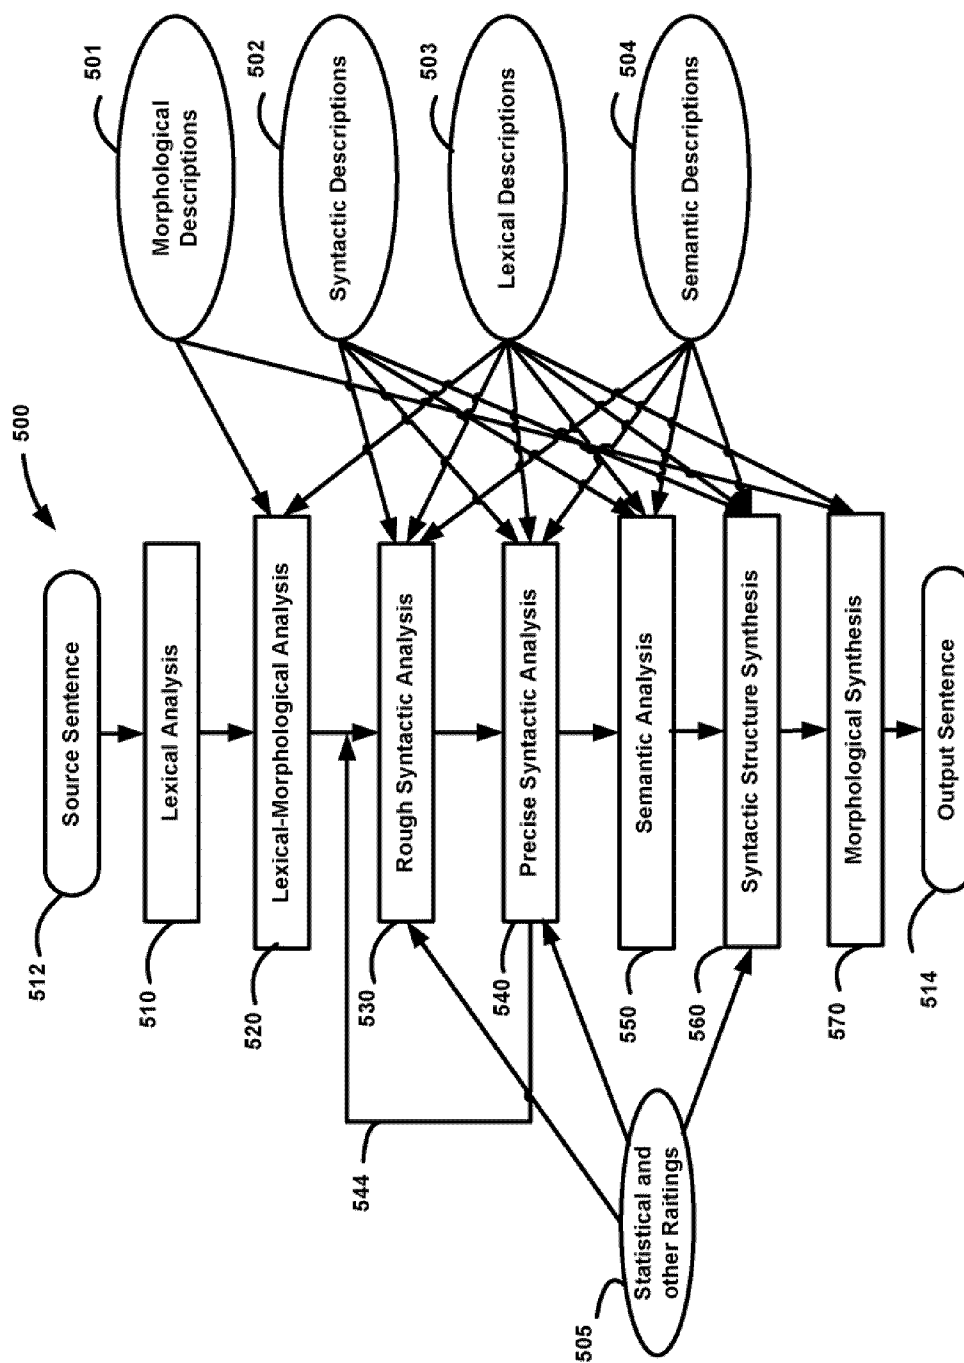 500
512
Source Sentence
510
Lexical Analysis
520
Lexical-Morphological Analysis
530
Rough Syntactic Analysis
540
Precise Syntactic Analysis
544
550
Semantic Analysis
560
Syntactic Structure Synthesis
570
Morphological Synthesis
514
Output Sentence
501
Morphological
Descriptions
502
Syntactic Descriptions
503
Lexical Descriptions
504
Semantic Descriptions
505
Statistical and
other Raitings